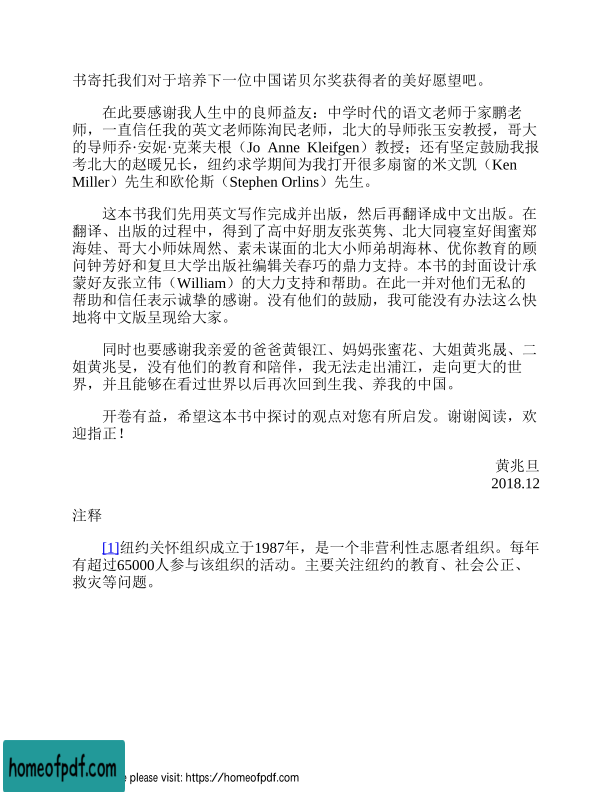 书寄托我们对于培养下一位中国诺贝尔奖获得者的美好愿望吧。
在此要感谢我人生中的良师益友：中学时代的语文老师于家鹏老
师，一直信任我的英文老师陈洵民老师，北大的导师张玉安教授，哥大
的导师乔·安妮·克莱夫根（Jo Anne Kleifgen）教授；还有坚定鼓励我报
考北大的赵暖兄长，纽约求学期间为我打开很多扇窗的米文凯（Ken
Miller）先生和欧伦斯（Stephen Orlins）先生。
这本书我们先用英文写作完成并出版，然后再翻译成中文出版。在
翻译、出版的过程中，得到了高中好朋友张英隽、北大同寝室好闺蜜郑
海娃、哥大小师妹周然、素未谋面的北大小师弟胡海林、优你教育的顾
问钟芳妤和复旦大学出版社编辑关春巧的鼎力支持。本书的封面设计承
蒙好友张立伟（William）的大力支持和帮助。在此一并对他们无私的
帮助和信任表示诚挚的感谢。没有他们的鼓励，我可能没有办法这么快
地将中文版呈现给大家。
同时也要感谢我亲爱的爸爸黄银江、妈妈张蜜花、大姐黄兆晟、二
姐黄兆旻，没有他们的教育和陪伴，我无法走出浦江，走向更大的世
界，并且能够在看过世界以后再次回到生我、养我的中国。
开卷有益，希望这本书中探讨的观点对您有所启发。谢谢阅读，欢
迎指正！
黄兆旦
2018.12
注释
[1]纽约关怀组织成立于1987年，是一个非营利性志愿者组织。每年
有超过65000人参与该组织的活动。主要关注纽约的教育、社会公正、
救灾等问题。
homeofpdf.com
please visit: https://homeofpdf.com